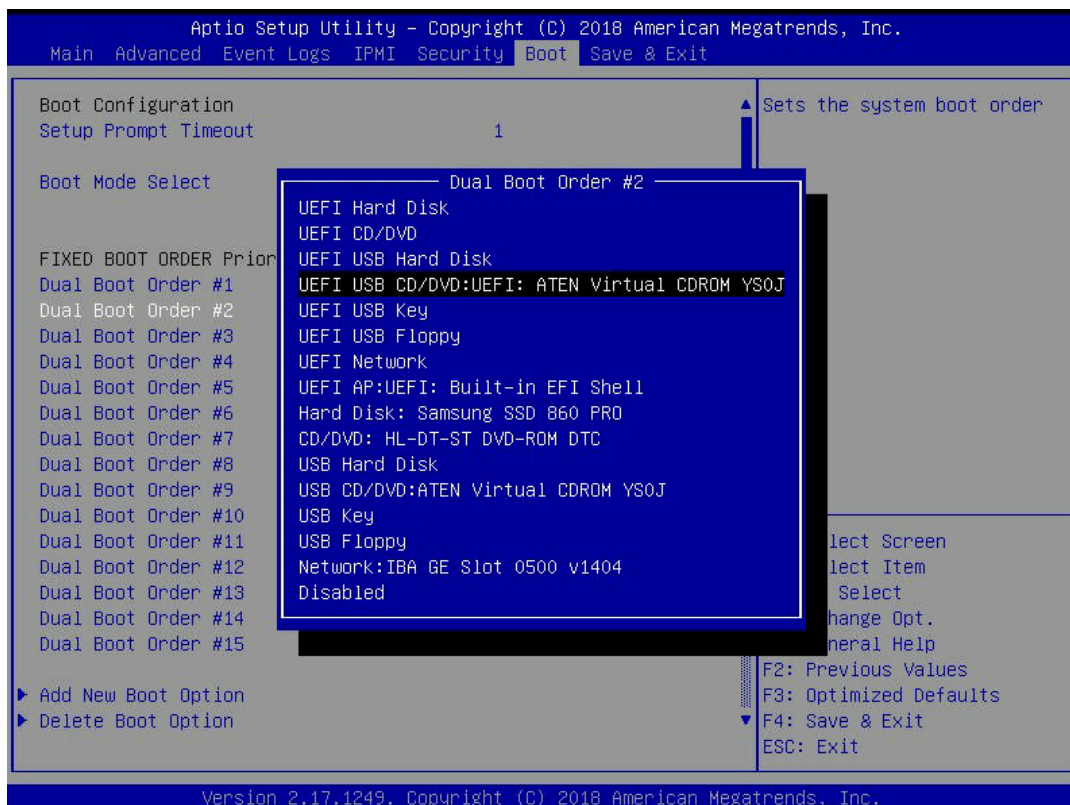 Aptio Setup Utility – Copyright (C) 2018 American Megatrends, Inc.
Main Advanced Event Logs IPMI Security Boot Save & Exit
Boot Configuration
Setup Prompt Timeout 1
Boot Mode Select
FIXED BOOT ORDER Prior
Dual Boot Order #1
Dual Boot Order #2
Dual Boot Order #3
Dual Boot Order #4
Dual Boot Order #5
Dual Boot Order #6
Dual Boot Order #7
Dual Boot Order #8
Dual Boot Order #9
Dual Boot Order #10
Dual Boot Order #11
Dual Boot Order #12
Dual Boot Order #13
Dual Boot Order #14
Dual Boot Order #15
Add New Boot Option
Delete Boot Option
Dual Boot Order #2
UEFI Hard Disk
UEFI CD/DVD
UEFI USB Hard Disk
UEFI USB CD/DVD:UEFI: ATEN Virtual CDROM YS0J
UEFI USB Key
UEFI USB Floppy
UEFI Network
UEFI AP:UEFI: Built-in EFI Shell
Hard Disk: Samsung SSD 860 PRO
CD/DVD: HL-DT-ST DVD-ROM DTC
USB Hard Disk
USB CD/DVD:ATEN Virtual CDROM YS0J
USB Key
USB Floppy
Network:IBA GE Slot 0500 v1404
Disabled
Sets the system boot order
lect Screen
lect Item
Select
hange Opt.
neral Help
F2: Previous Values
F3: Optimized Defaults
F4: Save & Exit
ESC: Exit
Version 2.17.1249. Copyright (C) 2018 American Megatrends, Inc.